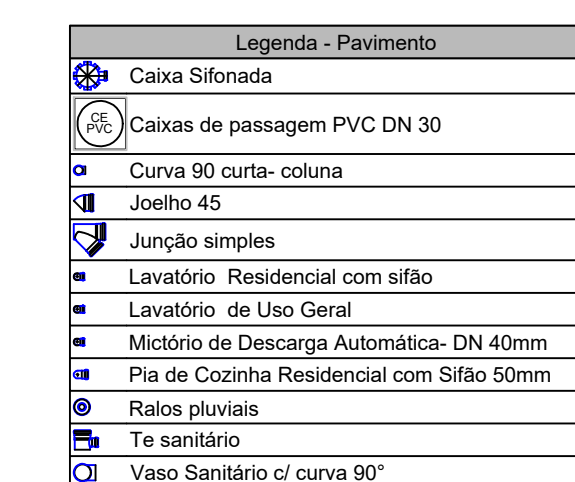 Legenda - Pavimento
Caixa Sifonada
CE
PVC
Caixas de passagem PVC DN 30
Curva 90 curta- coluna
Joelho 45
Junção simples
Lavatório  Residencial com sifão
Lavatório  de Uso Geral
Mictório de Descarga Automática- DN 40mm
Pia de Cozinha Residencial com Sifão 50mm
Ralos pluviais
Te sanitário
Vaso Sanitário c/ curva 90°